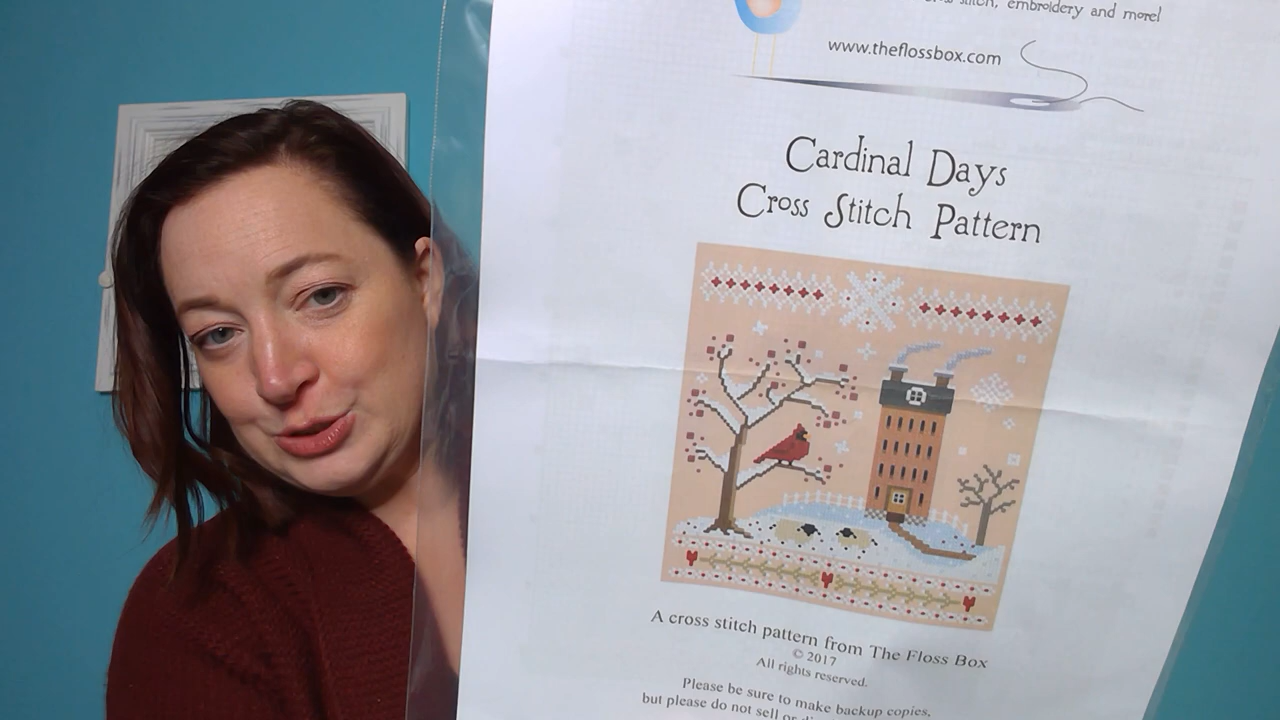 stitch, embroidery and more!
www.theflossbox.com
Cardinal Days
Cross Stitch Pattern
A cross stitch pattern from The Floss Box
© 2017
All rights reserved.
Please be sure to make backup copies,
but please do not sell or